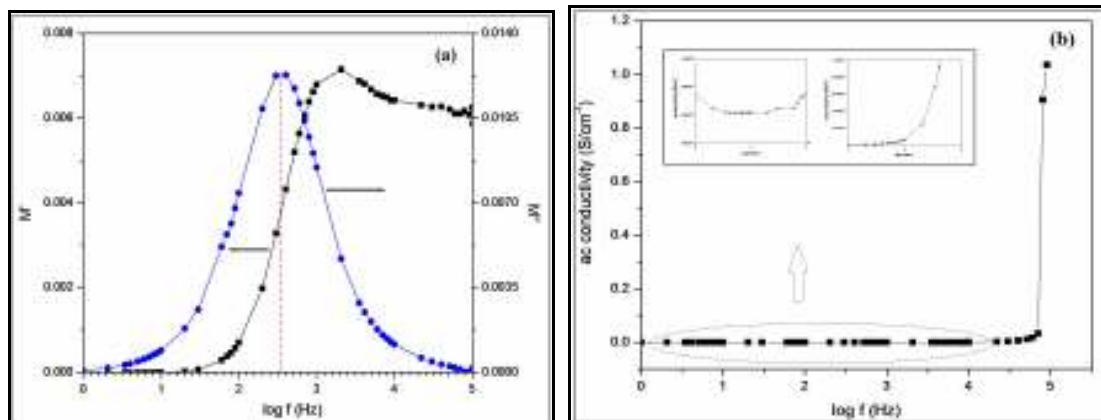 (a)
0.008
0.006
0.004
0.002
0.000
M'
0.0140
0.0105
0.0070
0.0035
0.0000
M"
0 1 2 3 4 5
log f (Hz)
(b)
1.2
1.0
0.8
0.6
0.4
0.2
0.0
ac conductivity (S/cm⁻¹)
0 1 2 3 4 5
log f (Hz)